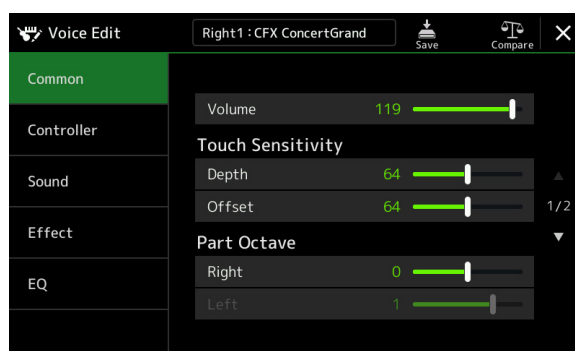 Voice Edit
Right1 : CFX ConcertGrand
Save
Compare
Common
Controller
Sound
Effect
EQ
Volume 119
Touch Sensitivity
Depth 64
Offset 64
1/2
Part Octave
Right 0
Left 1